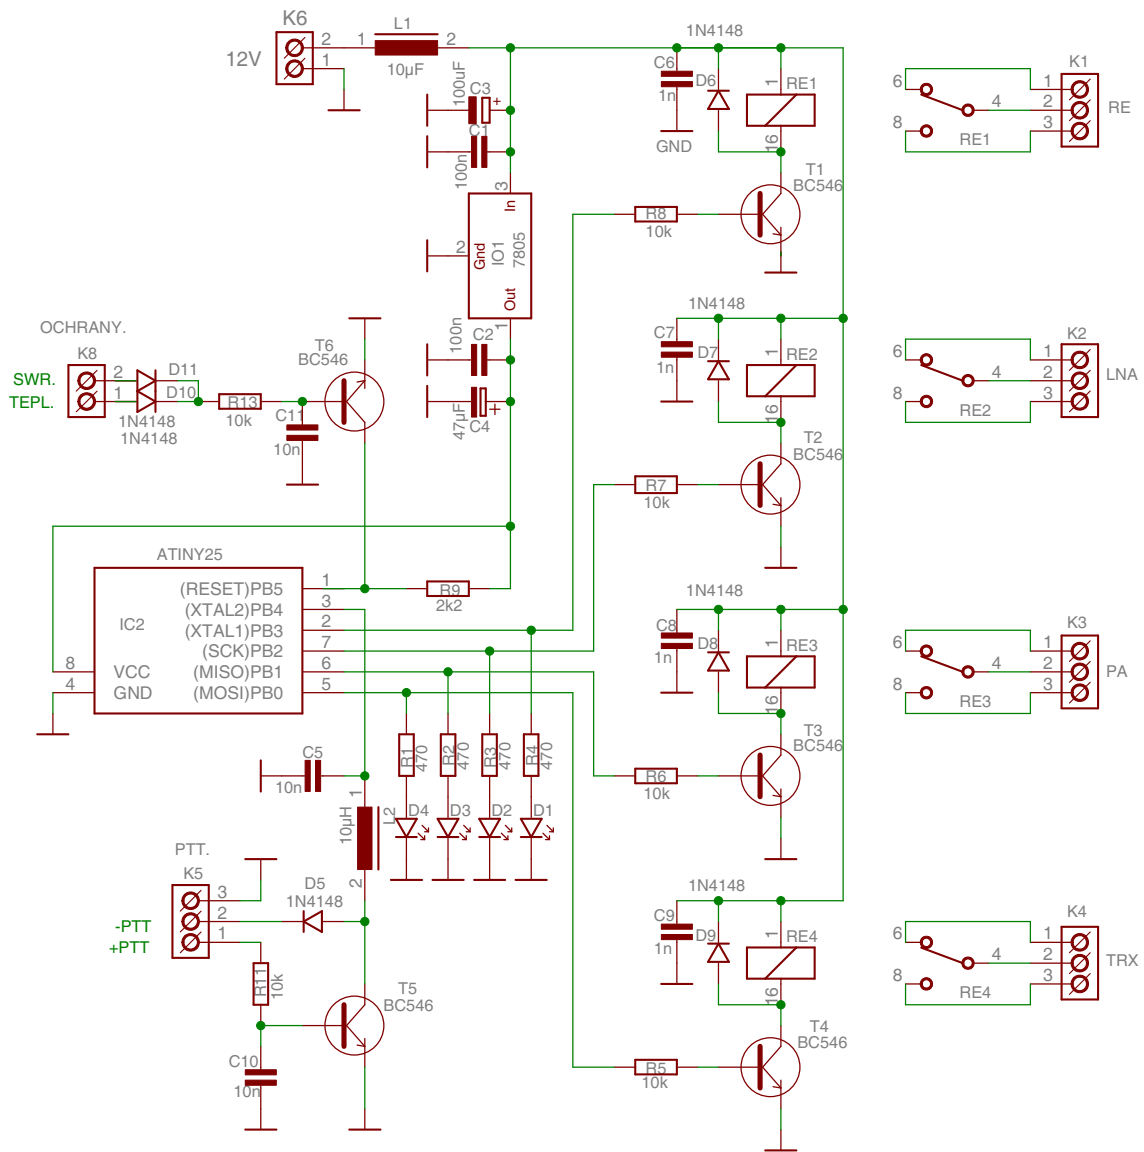 K6
12V
2
1
1
L1
2
10µF
100uF
C3
+
C1
100n
3
In
Gnd
2
IO1
7805
Out
1
100n
C2
47µF
+
C4
1N4148
C6
1n
D6
GND
1
RE1
16
T1
BC546
R8
10k
6
8
4
RE1
K1
1
2
3
RE
OCHRANY.
K8
SWR.
TEPL.
2
1
D11
D10
1N4148
1N4148
R13
10k
C11
10n
T6
BC546
1N4148
C7
1n
D7
1
RE2
16
T2
BC546
R7
10k
6
8
4
RE2
K2
1
2
3
LNA
ATINY25
IC2
(RESET)PB5
(XTAL2)PB4
(XTAL1)PB3
(SCK)PB2
(MISO)PB1
(MOSI)PB0
VCC
GND
8
4
1
3
2
7
6
5
R9
2k2
1N4148
C8
1n
D8
1
RE3
16
T3
BC546
R6
10k
6
8
4
RE3
K3
1
2
3
PA
R1
470
R2
470
R3
470
R4
470
D4
D3
D2
D1
C5
10n
1
10µH
L2
2
PTT.
K5
3
2
1
-PTT
+PTT
D5
1N4148
R11
10k
C10
10n
T5
BC546
1N4148
C9
1n
D9
1
RE4
16
T4
BC546
R5
10k
6
8
4
RE4
K4
1
2
3
TRX